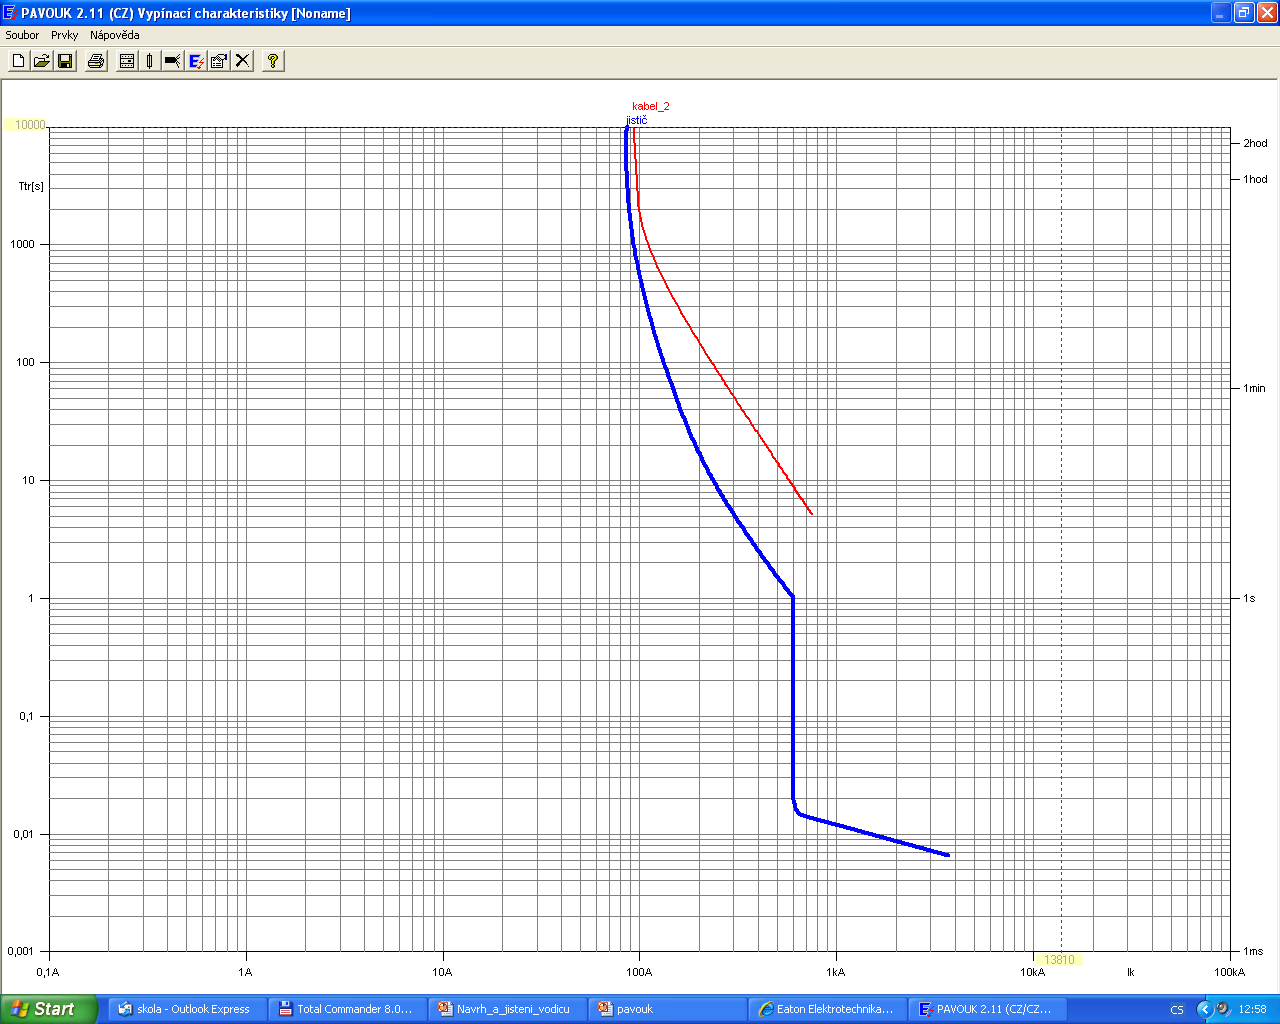 PAVOUK 2.11 (CZ) Vypínací charakteristiky [Noname]
Soubor Prvky Nápověda
kabel_2
jistič
10000
2hod
1hod
Ttr[s]
1000
100
1min
10
1
1s
0,1
0,01
0,001
1ms
13810
0,1A 1A 10A 100A 1kA 10kA Ik 100kA
Start skola - Outlook Express Total Commander 8.0... Navrh_a_jisteni_vodicu pavouk Eaton Elektrotechnika... PAVOUK 2.11 (CZ/CZ... CS 12:58